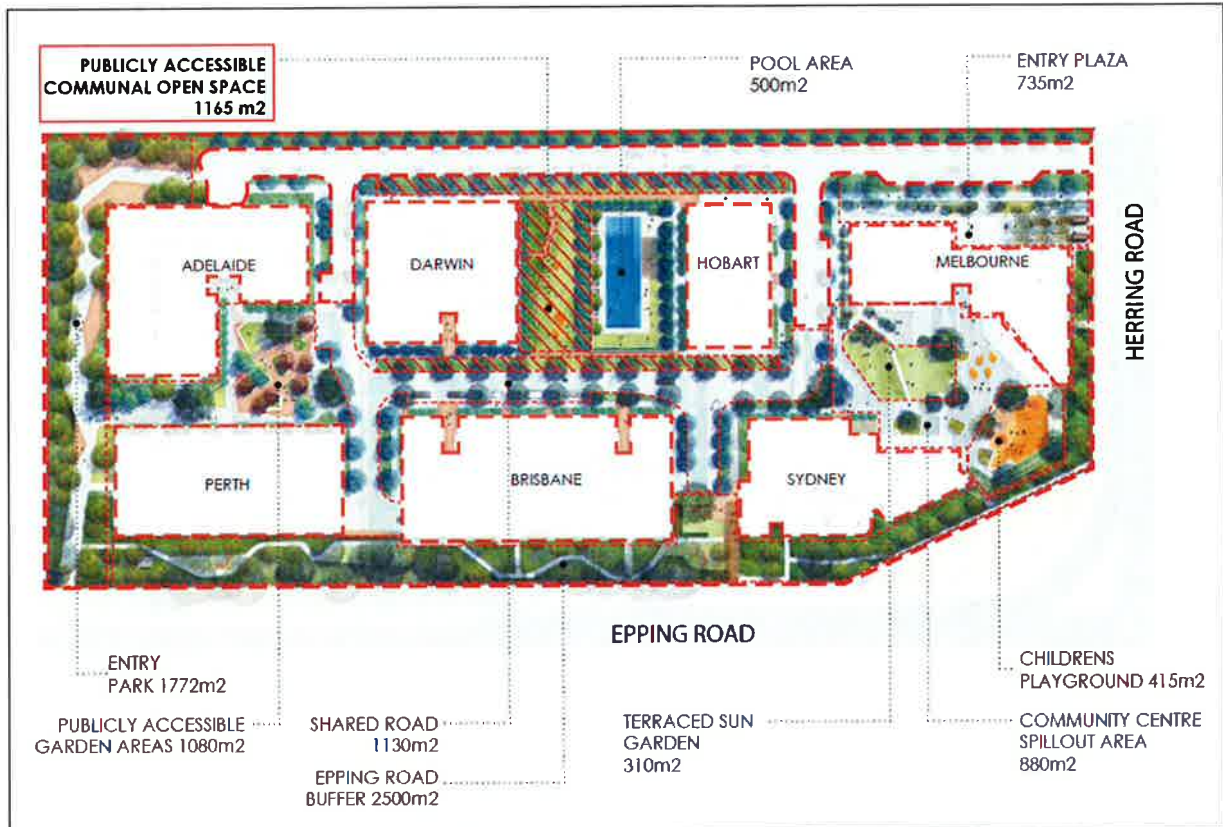 PUBLICLY ACCESSIBLE
COMMUNAL OPEN SPACE
1165 m2
POOL AREA
500m2
ENTRY PLAZA
735m2
ADELAIDE
DARWIN
HOBART
MELBOURNE
HERRING ROAD
PERTH
BRISBANE
SYDNEY
EPPING ROAD
ENTRY
PARK 1772m2
PUBLICLY ACCESSIBLE
GARDEN AREAS 1080m2
SHARED ROAD
1130m2
EPPING ROAD
BUFFER 2500m2
TERRACED SUN
GARDEN
310m2
CHILDRENS
PLAYGROUND 415m2
COMMUNITY CENTRE
SPILLOUT AREA
880m2